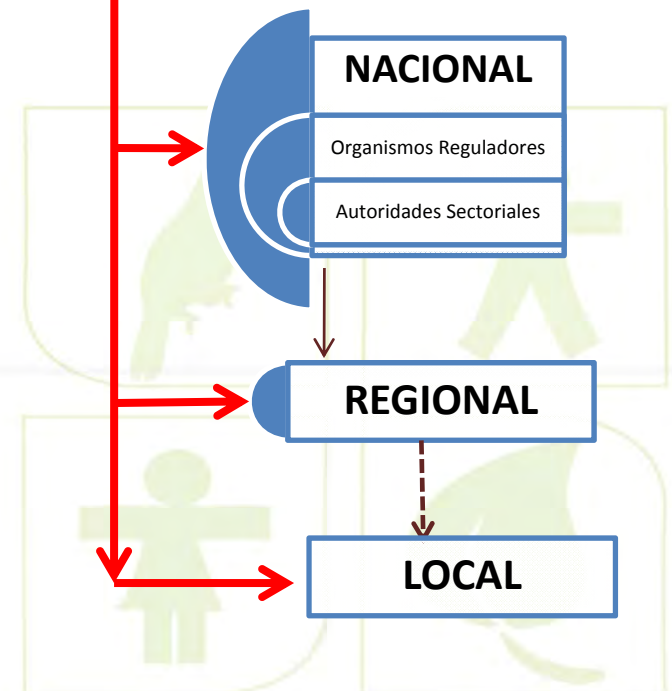 NACIONAL
Organismos Reguladores
Autoridades Sectoriales
REGIONAL
LOCAL